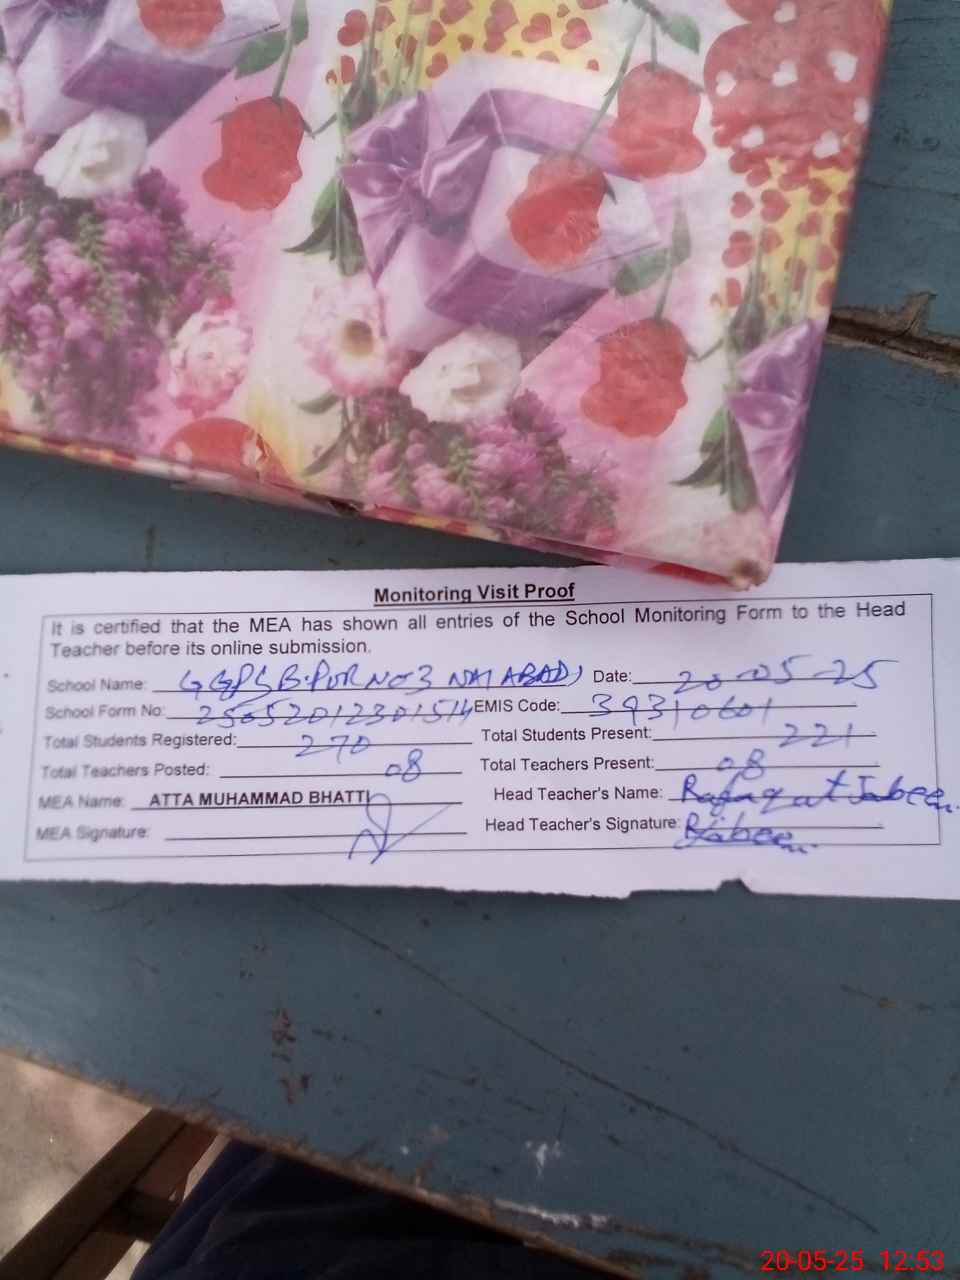 Monitoring Visit Proof
It is certified that the MEA has shown all entries of the School Monitoring Form to the Head
Teacher before its online submission.
School Name: GGPS B.PUR NO 3 Date: 20-05-25
School Form No: 25052012301514 EMIS Code: 39310601
Total Students Registered: 270 Total Students Present: 221
Total Teachers Posted: 08 Total Teachers Present: 08
MEA Name: ATTA MUHAMMAD BHATTI Head Teacher's Name: Rafaqat Jabeen
MEA Signature: Head Teacher's Signature: RJabeen
20-05-25 12.53